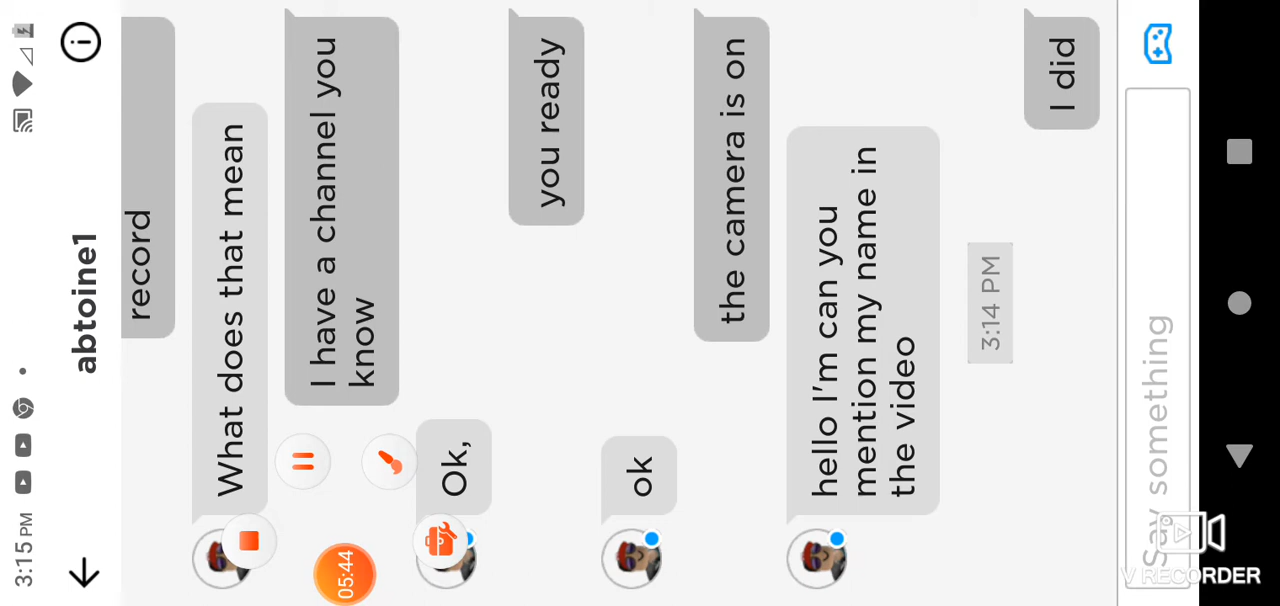 3:15 PM
abtoine1
record
What does that mean
I have a channel you
know
Ok,
you ready
ok
the camera is on
hello I'm can you
mention my name in
the video
3:14 PM
I did
Say something
05:44
V RECORDER